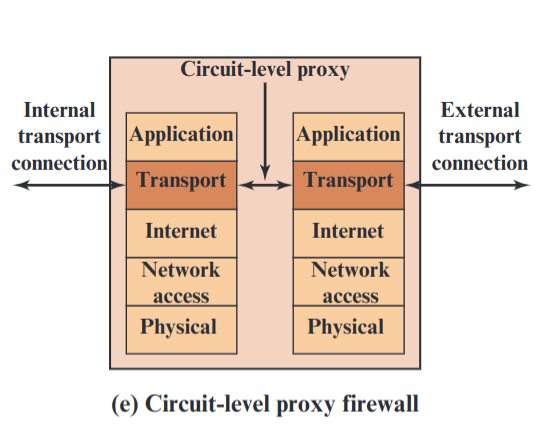 Circuit-level proxy
Internal
transport
connection
External
transport
connection
Application
Transport
Internet
Network
access
Physical
Application
Transport
Internet
Network
access
Physical
(e) Circuit-level proxy firewall